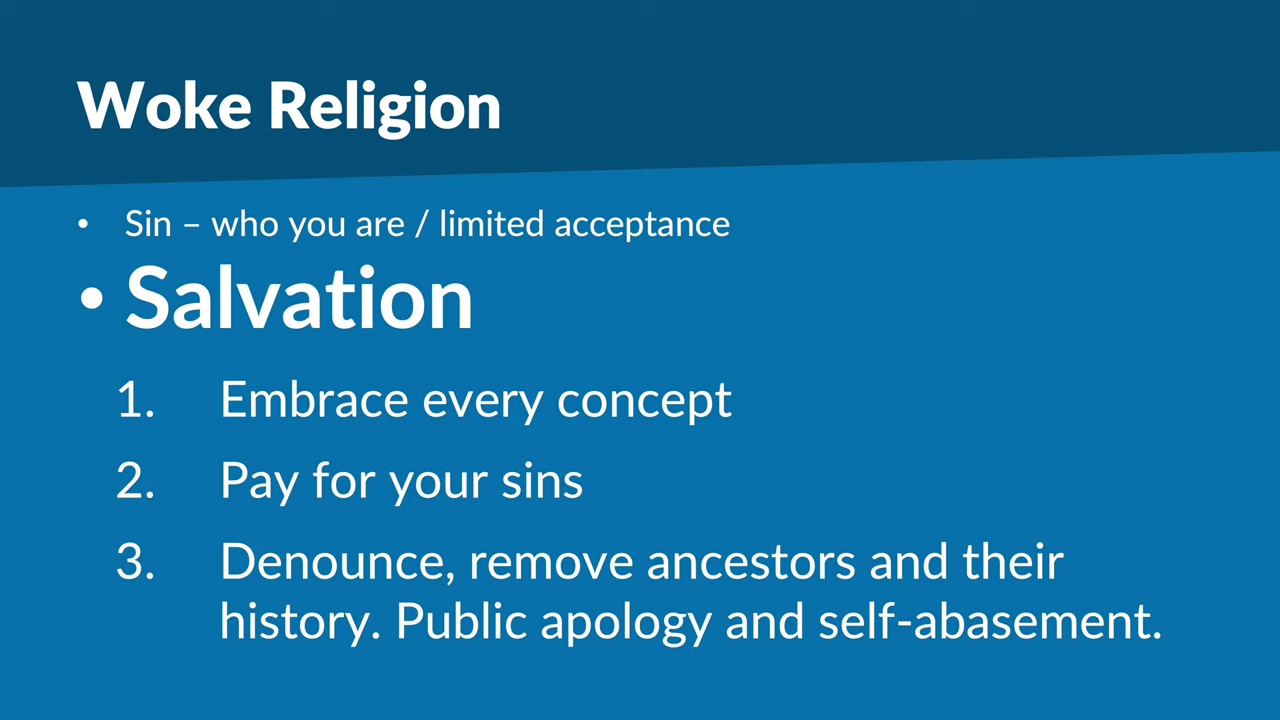 Woke Religion
• Sin – who you are / limited acceptance
• Salvation
1. Embrace every concept
2. Pay for your sins
3. Denounce, remove ancestors and their
history. Public apology and self-abasement.